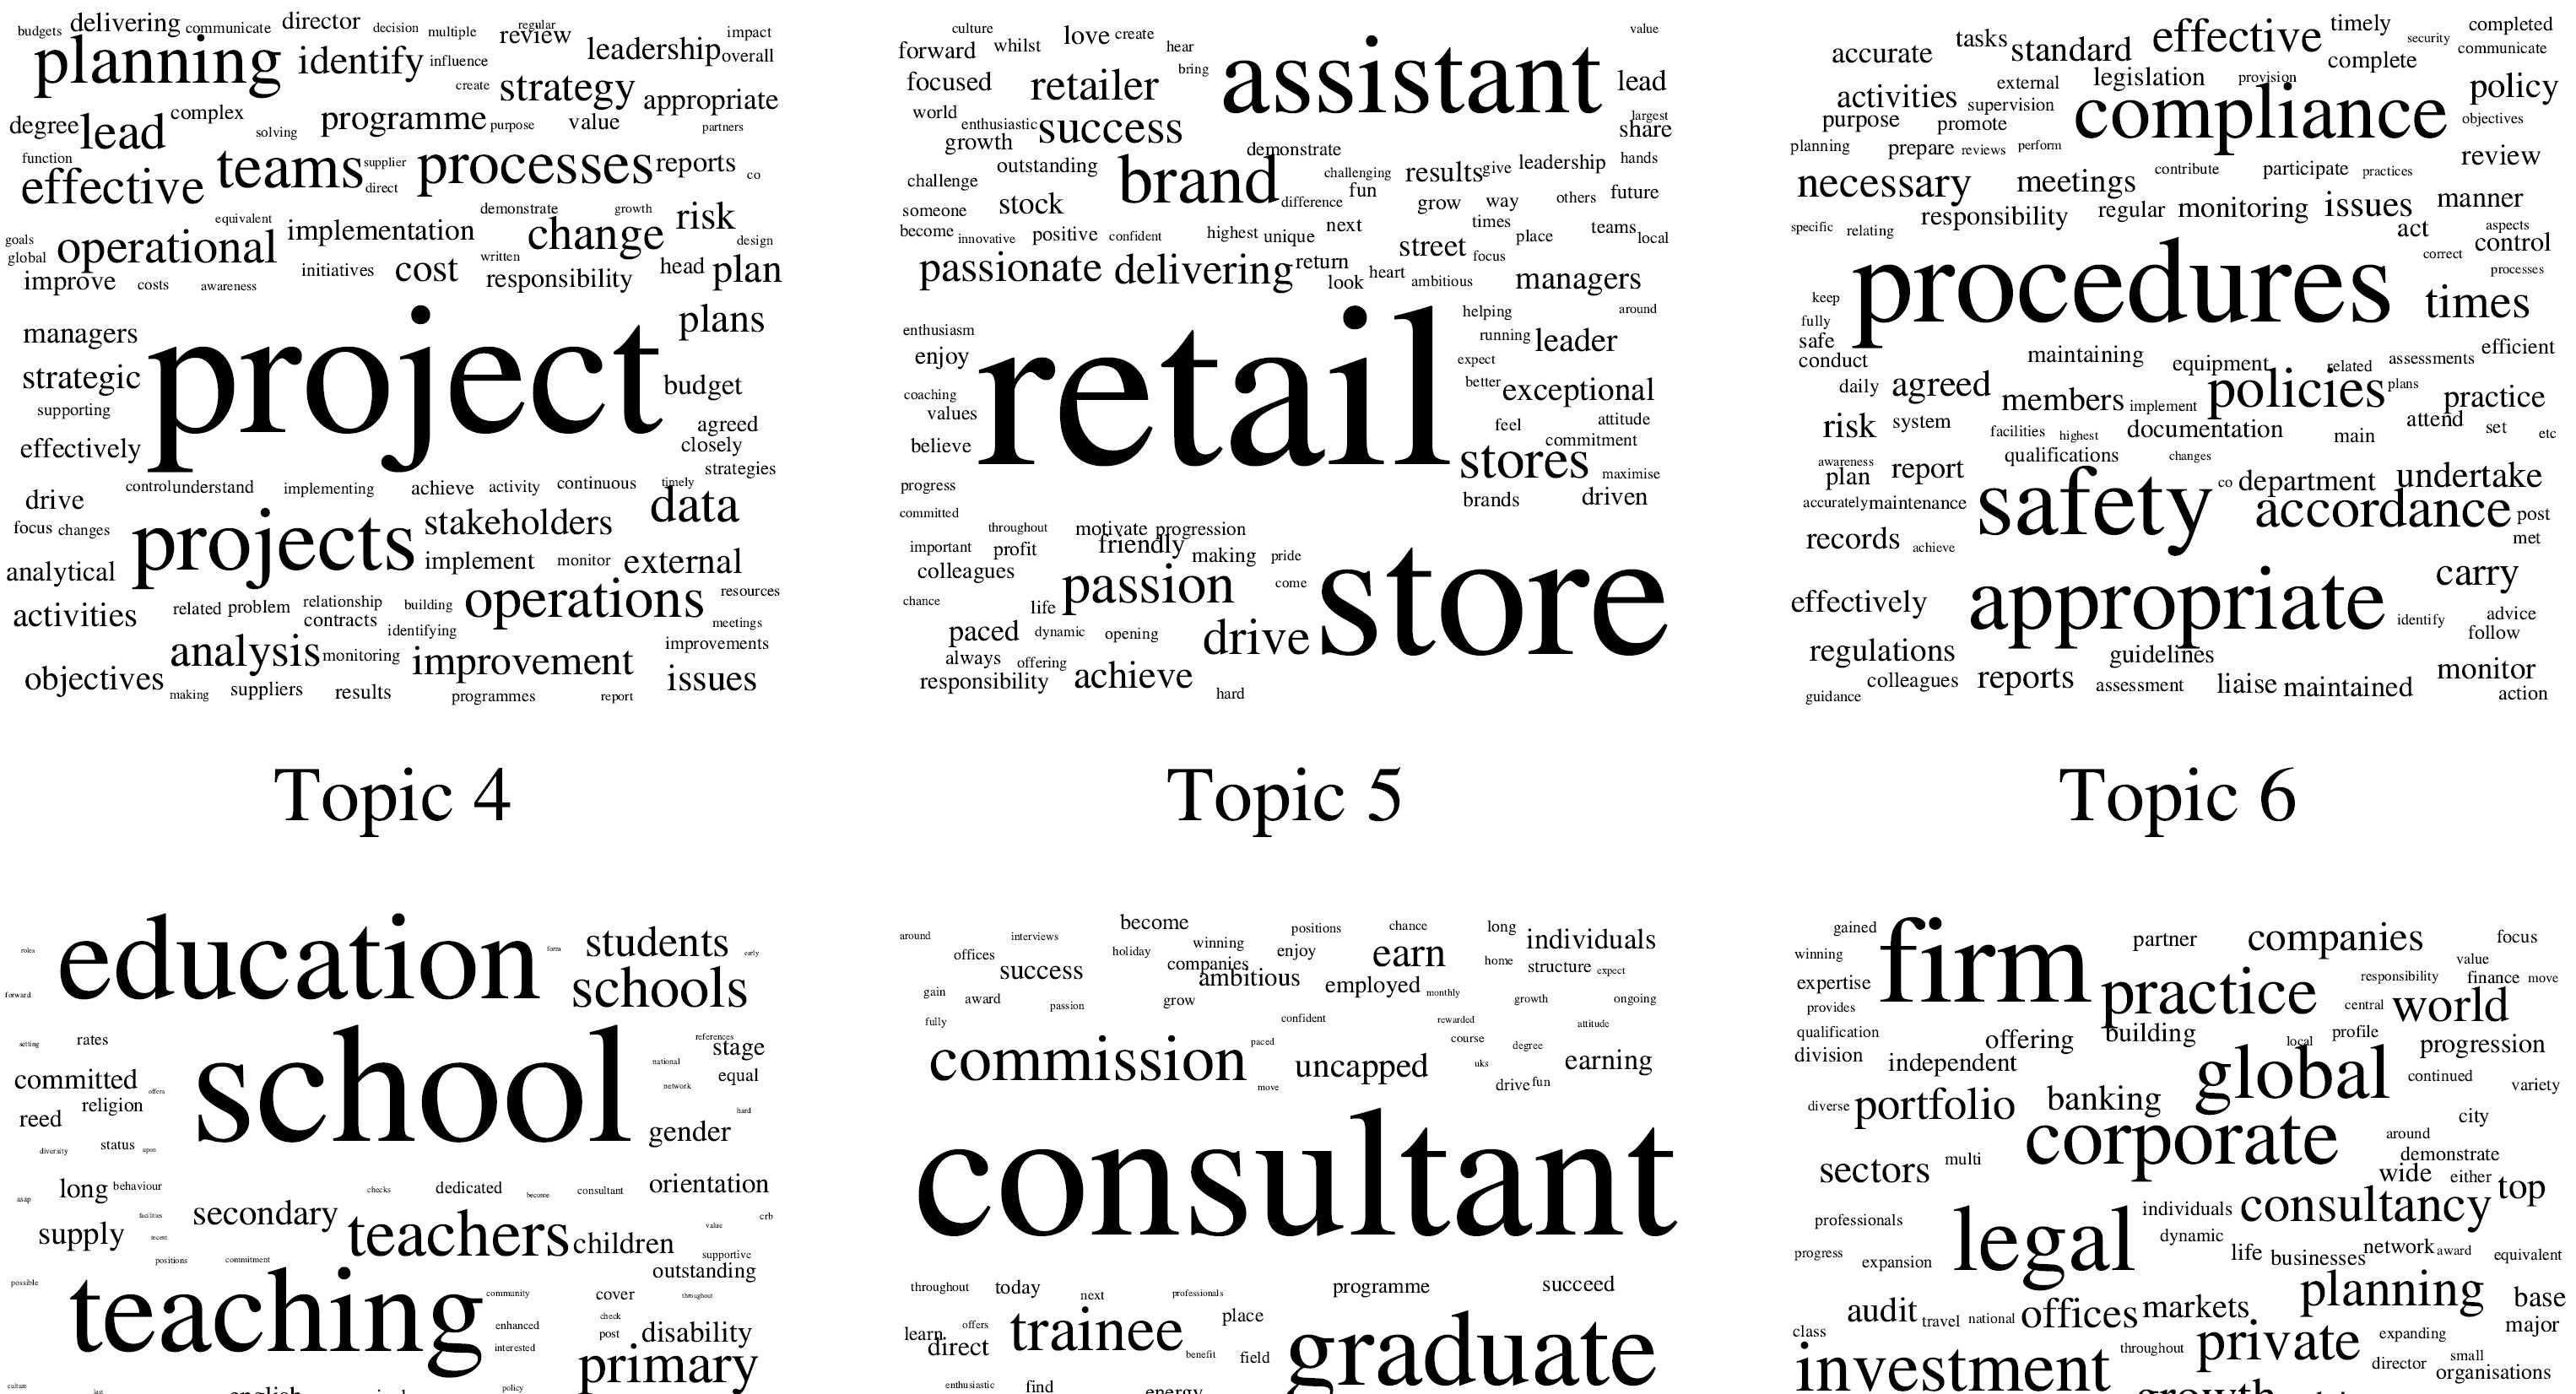 budgets delivering communicate director decision multiple regular review impact
planning identify influence leadership overall
create strategy appropriate
degree lead complex solving programme purpose value partners
function teams supplier processes reports co
effective direct
equivalent demonstrate growth risk
goals operational implementation change design
global improve costs awareness initiatives cost written responsibility head plan
managers project plans
strategic budget
supporting agreed
effectively closely
strategies
drive control understand implementing achieve activity continuous timely data
focus changes projects stakeholders
analytical implement monitor external
activities related problem relationship building operations resources
contracts identifying meetings
analysis monitoring improvement improvements
objectives making suppliers results programmes report issues
culture love create value
forward whilst hear assistant
focused retailer bring lead
world enthusiastic success largest
growth demonstrate share
outstanding brand challenging results give leadership hands
challenge fun
someone stock difference grow way others future
become innovative positive confident highest unique next times place teams local
street focus
passionate delivering return look heart ambitious managers
enthusiasm retail helping around
enjoy running leader
expect
coaching better exceptional
values feel attitude
believe commitment
stores maximise
progress brands driven
committed
throughout motivate progression
important profit friendly making pride store
colleagues passion come
chance life
paced dynamic opening drive
always offering
responsibility achieve hard
accurate tasks standard effective timely security completed
external legislation provision complete communicate
activities supervision compliance policy
purpose promote objectives
planning prepare reviews perform review
necessary meetings contribute participate practices
responsibility regular monitoring issues manner
specific relating act aspects
procedures control
correct processes
keep times
fully
safe maintaining efficient
conduct equipment related assessments
daily agreed members implement policies plans practice
risk system facilities highest documentation main attend set etc
qualifications changes
awareness report co department undertake
plan safety
accurately maintenance accordance post
records achieve met
appropriate carry
effectively identify advice
follow
regulations guidelines monitor
colleagues reports assessment liaise maintained action
guidance
Topic 4 Topic 5 Topic 6
roles education form students early
forward schools
setting rates school references stage
committed offers national equal
reed religion network hard
diversity status upon gender
asap long behaviour checks dedicated become consultant orientation
supply facilities secondary teachers children value crb
recent supportive
positions commitment outstanding
possible teaching community cover throughout
enhanced check
post disability
interested primary
culture last english policy
around interviews become positions chance long individuals
offices holiday winning enjoy earn home structure expect
success companies ambitious employed monthly
gain award passion grow growth ongoing
fully confident rewarded attitude
commission paced uncapped course degree earning
move uks drive fun
consultant
throughout today next professionals programme succeed
learn offers trainee place graduate
direct benefit field
enthusiastic find energy
gained firm partner companies focus
winning value
expertise practice responsibility finance move
provides central world
qualification offering building local profile
division independent global progression
continued variety
diverse portfolio banking city
corporate around
demonstrate
sectors multi wide either top
professionals legal individuals consultancy
dynamic
progress expansion life businesses network award equivalent
planning base
audit travel national offices markets major
class private expanding
investment throughout director small organisations
growth